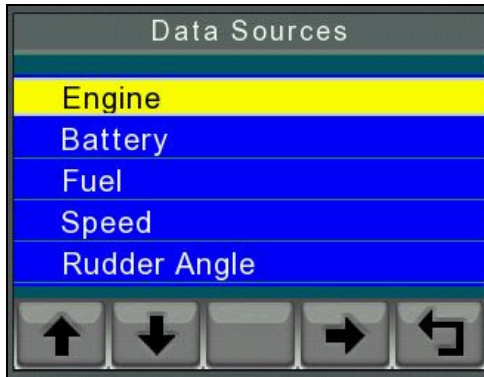 Data Sources
Engine
Battery
Fuel
Speed
Rudder Angle